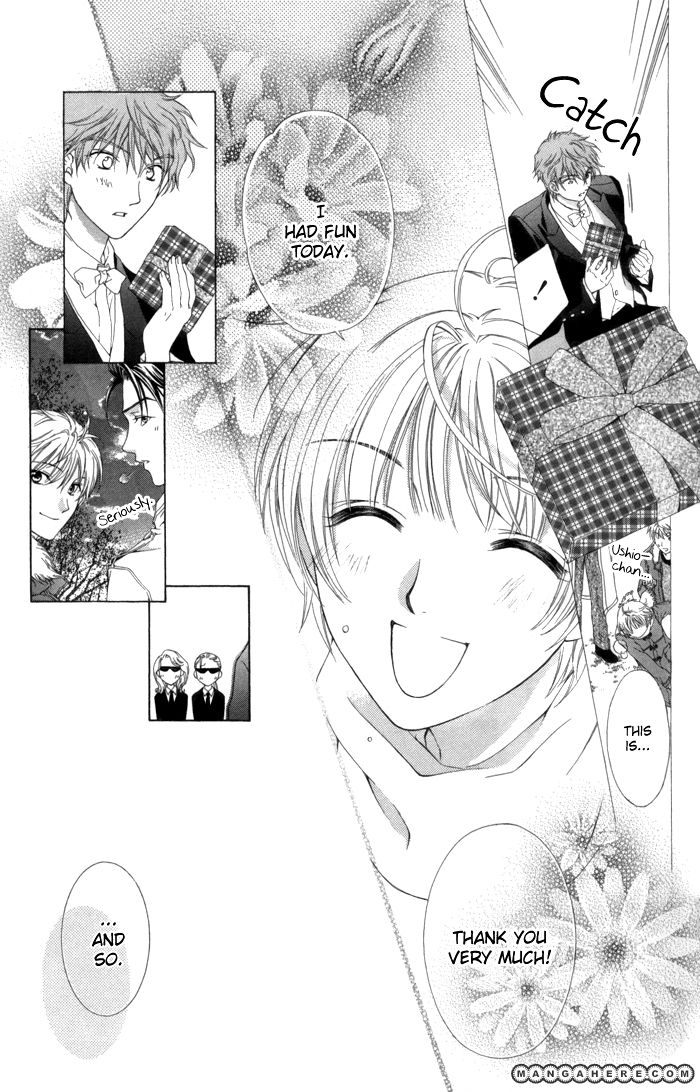 Catch
!
Ushio-
chan...
THIS
IS...
I
HAD FUN
TODAY.
THANK YOU
VERY MUCH!
Seriously.
...
AND
SO.
MANGAHERE.COM